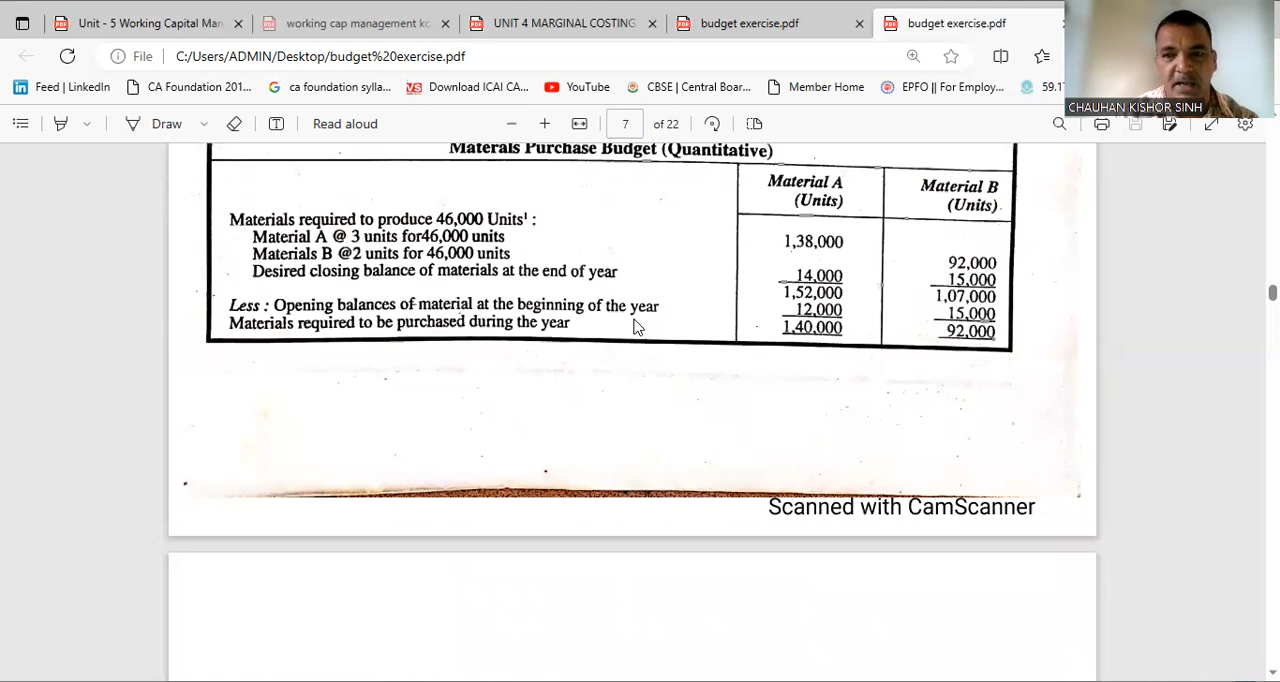 Unit - 5 Working Capital Mar
working cap management kc
UNIT 4 MARGINAL COSTING
budget exercise.pdf
budget exercise.pdf
File
C:/Users/ADMIN/Desktop/budget%20exercise.pdf
Feed | LinkedIn
CA Foundation 201...
ca foundation sylla...
Download CAI CA...
YouTube
CBSE | Central Boar...
Member Home
EPFO || For Employ...
59.1
CHAUHAN KISHOR SINH
Draw
Read aloud
7
of 22
Materals Purchase Budget (Quantitative)
Material A
(Units)
Material B
(Units)
Materials required to produce 46,000 Units¹ :
Material A @ 3 units for46,000 units 1,38,000
Materials B @2 units for 46,000 units 92,000
Desired closing balance of materials at the end of year 14,000 15,000
1,52,000 1,07,000
Less : Opening balances of material at the beginning of the year 12,000 15,000
Materials required to be purchased during the year 1,40,000 92,000
Scanned with CamScanner